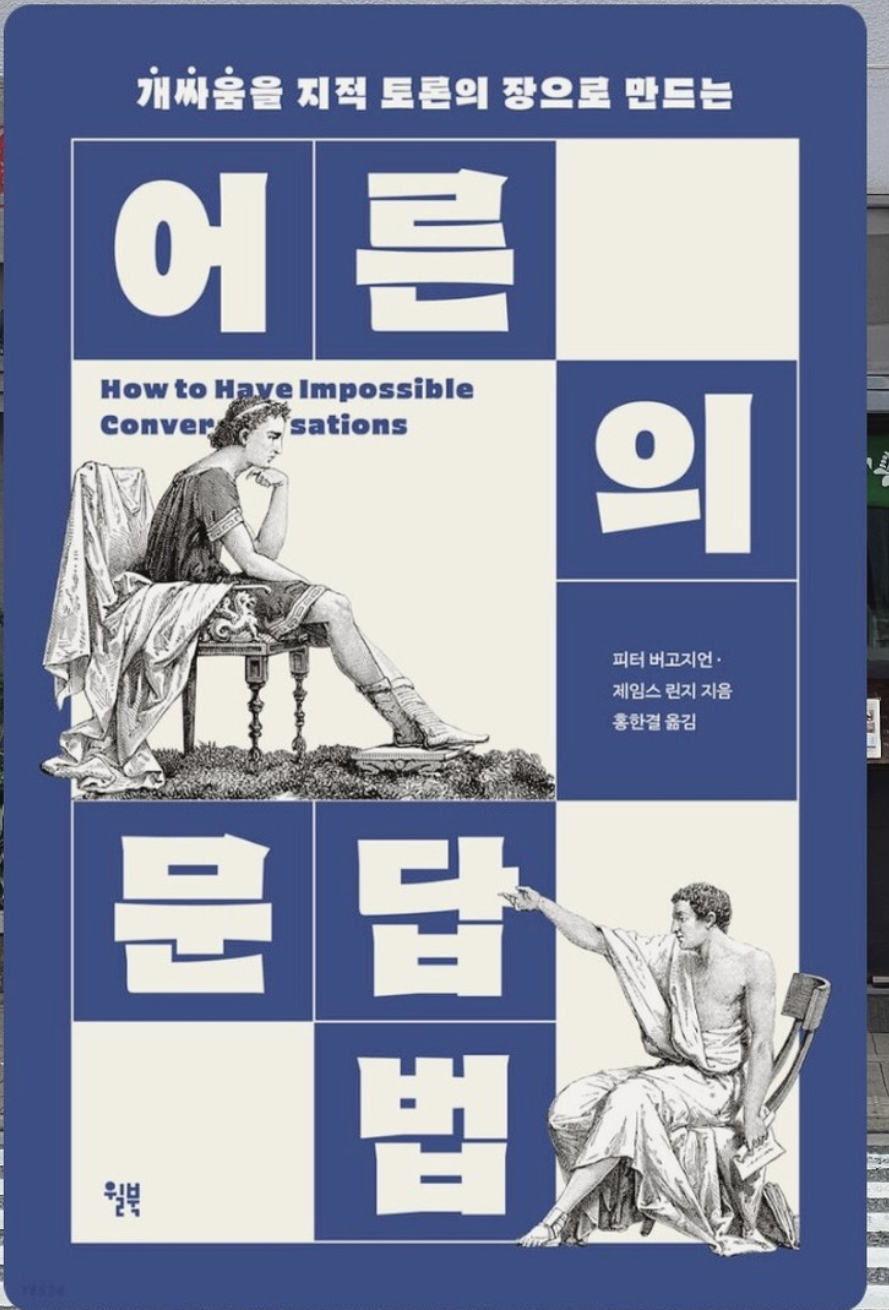 개싸움을 지적 토론의 장으로 만드는
어른
How to Have Impossible
Conversations
의
피터 버고지언 ·
제임스 린지 지음
홍한결 옮김
문답
법
윌북